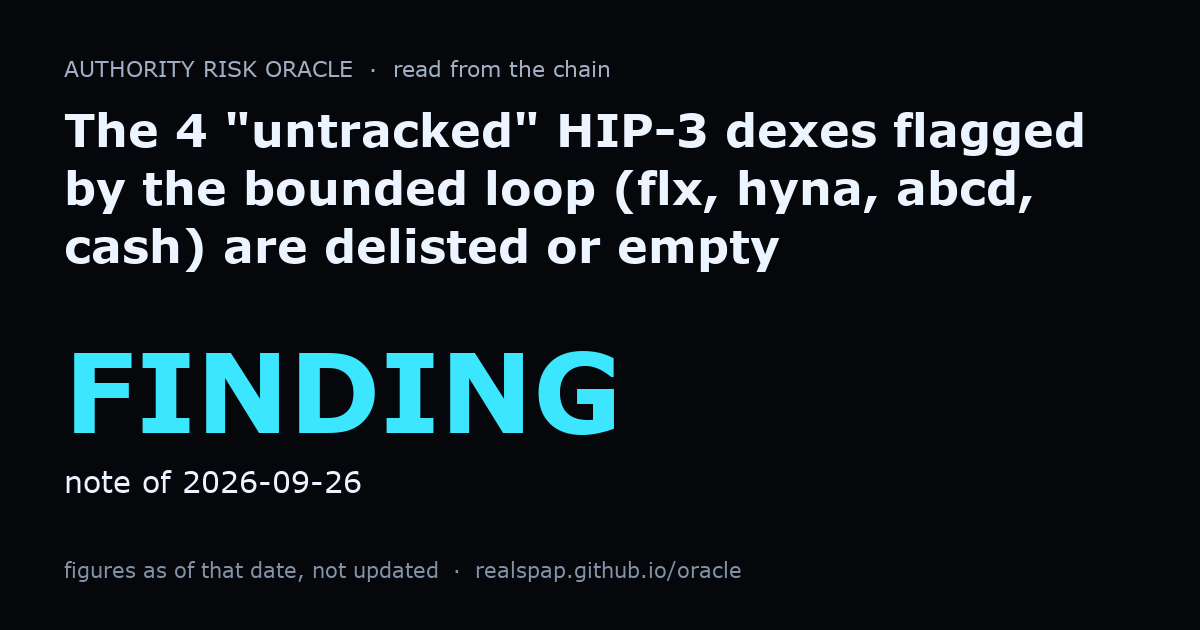 AUTHORITY RISK ORACLE · read from the chain
The 4 "untracked" HIP-3 dexes flagged
by the bounded loop (flx, hyna, abcd,
cash) are delisted or empty
FINDING
note of 2026-09-26
figures as of that date, not updated · realspap.github.io/oracle